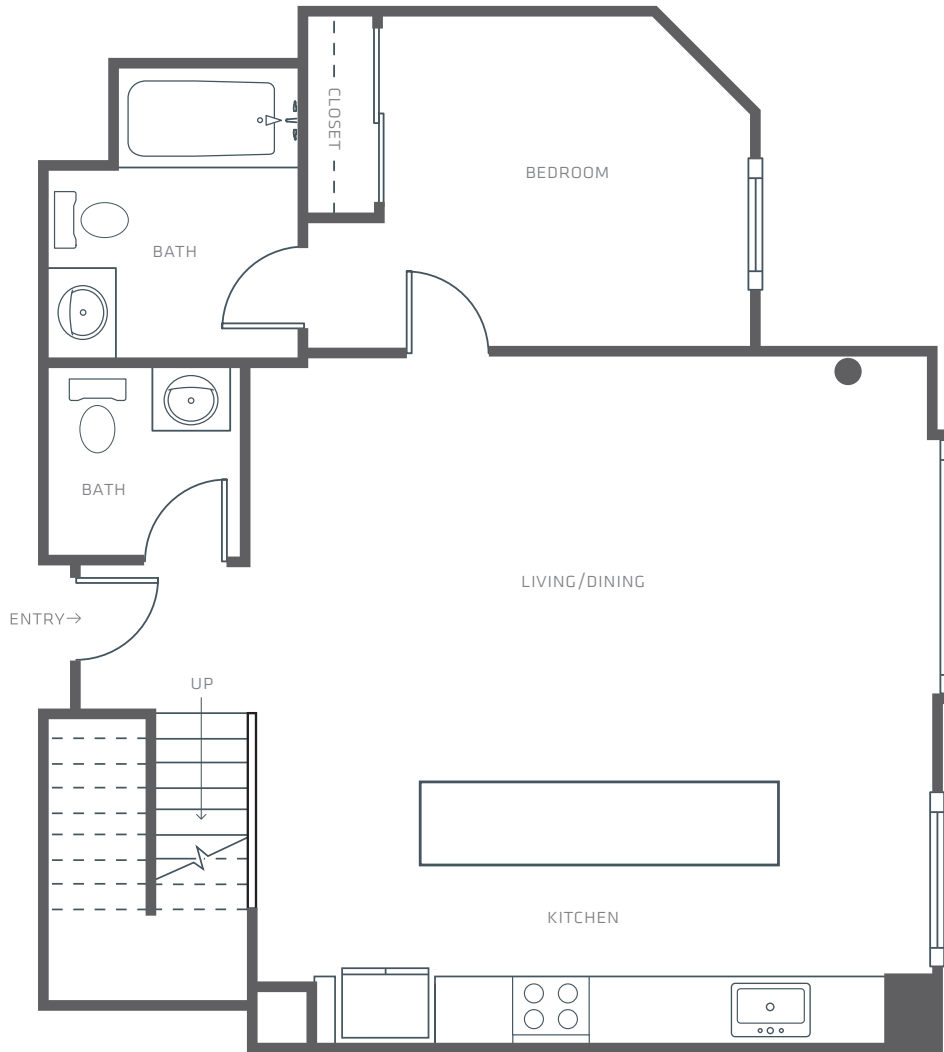 CLOSET
BEDROOM
BATH
BATH
LIVING/DINING
ENTRY→
UP
KITCHEN